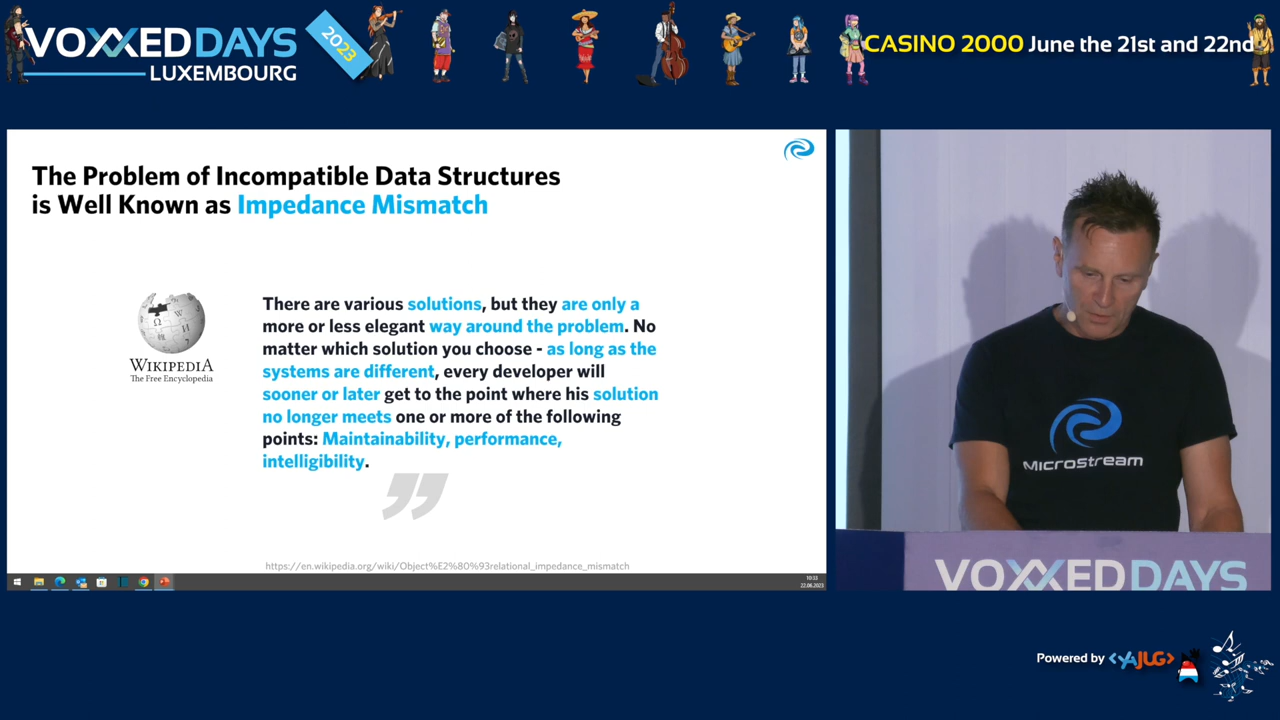 VOXXED DAYS
LUXEMBOURG
2023
CASINO 2000 June the 21st and 22nd
The Problem of Incompatible Data Structures
is Well Known as Impedance Mismatch
WIKIPEDIA
The Free Encyclopedia
There are various solutions, but they are only a
more or less elegant way around the problem. No
matter which solution you choose - as long as the
systems are different, every developer will
sooner or later get to the point where his solution
no longer meets one or more of the following
points: Maintainability, performance,
intelligibility.
”
https://en.wikipedia.org/wiki/Object%E2%80%93relational_impedance_mismatch
10:33
22.06.2023
MicroStream
VOXXED DAYS
Powered by <YAJUG>